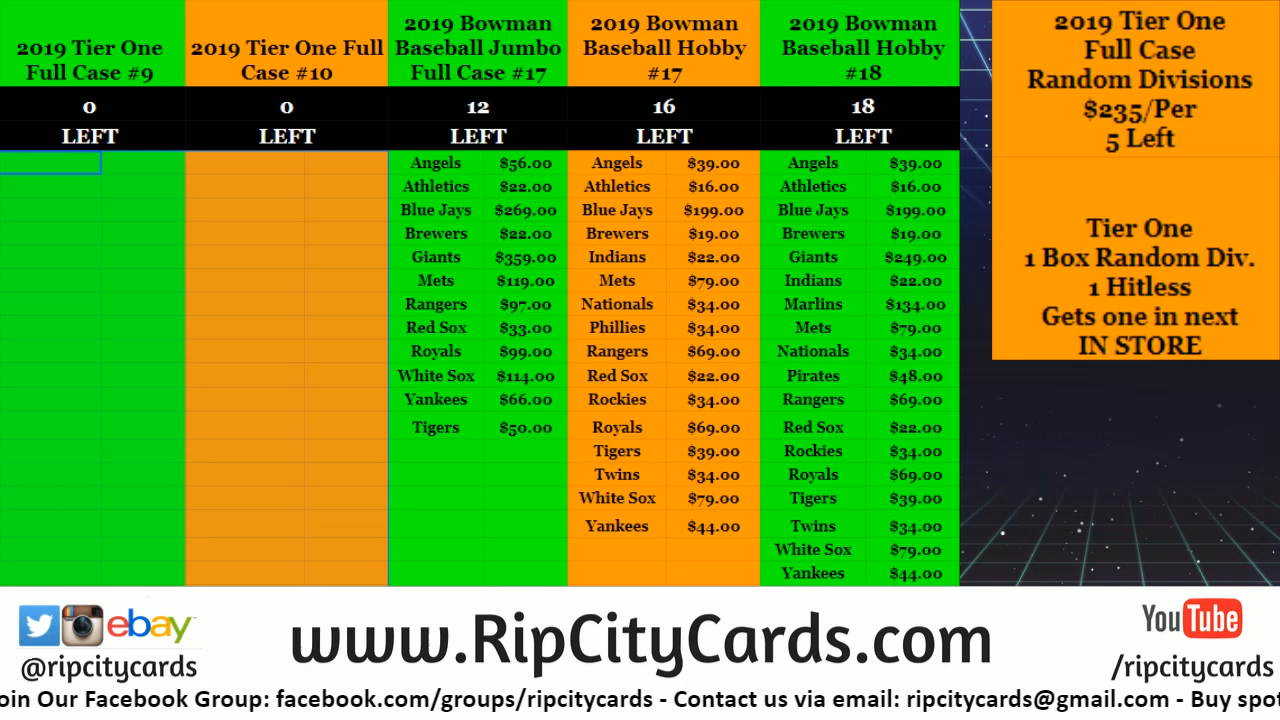 2019 Tier One
Full Case #9
0
LEFT
2019 Tier One Full
Case #10
0
LEFT
2019 Bowman
Baseball Jumbo
Full Case #17
12
LEFT
Angels $56.00
Athletics $22.00
Blue Jays $269.00
Brewers $22.00
Giants $359.00
Mets $119.00
Rangers $97.00
Red Sox $33.00
Royals $99.00
White Sox $114.00
Yankees $66.00
Tigers $50.00
2019 Bowman
Baseball Hobby
#17
16
LEFT
Angels $39.00
Athletics $16.00
Blue Jays $199.00
Brewers $19.00
Indians $22.00
Mets $79.00
Nationals $34.00
Phillies $34.00
Rangers $69.00
Red Sox $22.00
Rockies $34.00
Royals $69.00
Tigers $39.00
Twins $34.00
White Sox $79.00
Yankees $44.00
2019 Bowman
Baseball Hobby
#18
18
LEFT
Angels $39.00
Athletics $16.00
Blue Jays $199.00
Brewers $19.00
Giants $249.00
Indians $22.00
Marlins $134.00
Mets $79.00
Nationals $34.00
Pirates $48.00
Rangers $69.00
Red Sox $22.00
Rockies $34.00
Royals $69.00
Tigers $39.00
Twins $34.00
White Sox $79.00
Yankees $44.00
2019 Tier One
Full Case
Random Divisions
$235/Per
5 Left
Tier One
1 Box Random Div.
1 Hitless
Gets one in next
IN STORE
ebay
@ripcitycards
www.RipCityCards.com
YouTube
/ripcitycards
oin Our Facebook Group: facebook.com/groups/ripcitycards - Contact us via email: ripcitycards@gmail.com - Buy spot